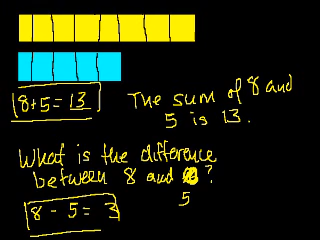 8+5=13
The sum of 8 and
5 is 13.
What is the difference
between 8 and ?
5
8 - 5 = 3